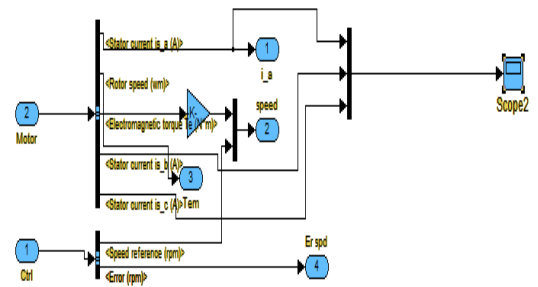 <Stator current is_a (A)>
1
i_a
Scope2
<Rotor speed (wm)>
speed
2
Motor
-K-
<Electromagnetic torque Te (N*m)>
2
<Stator current is_b (A)>
3
Tem
<Stator current is_c (A)>
1
Ctrl
<Speed reference (rpm)>
Er spd
4
<Error (rpm)>